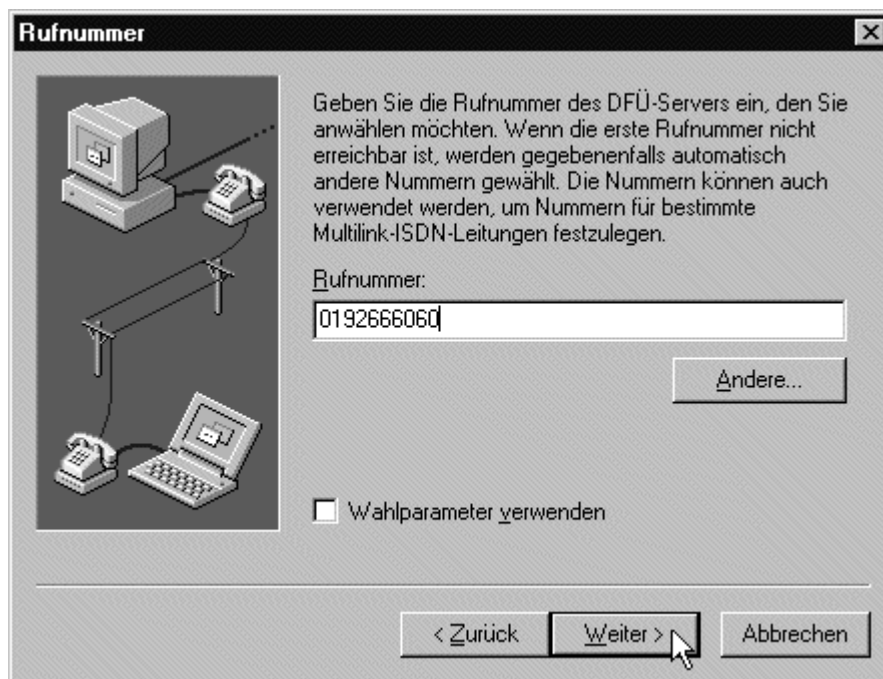 Rufnummer
Geben Sie die Rufnummer des DFÜ-Servers ein, den Sie
anwählen möchten. Wenn die erste Rufnummer nicht
erreichbar ist, werden gegebenenfalls automatisch
andere Nummern gewählt. Die Nummern können auch
verwendet werden, um Nummern für bestimmte
Multilink-ISDN-Leitungen festzulegen.
Rufnummer:
0192666060
Andere...
Wahlparameter verwenden
< Zurück
Weiter >
Abbrechen